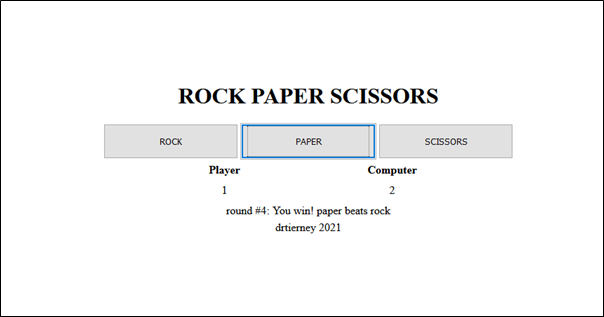 ROCK PAPER SCISSORS
ROCK PAPER SCISSORS
Player Computer
1 2
round #4: You win! paper beats rock
drtierney 2021